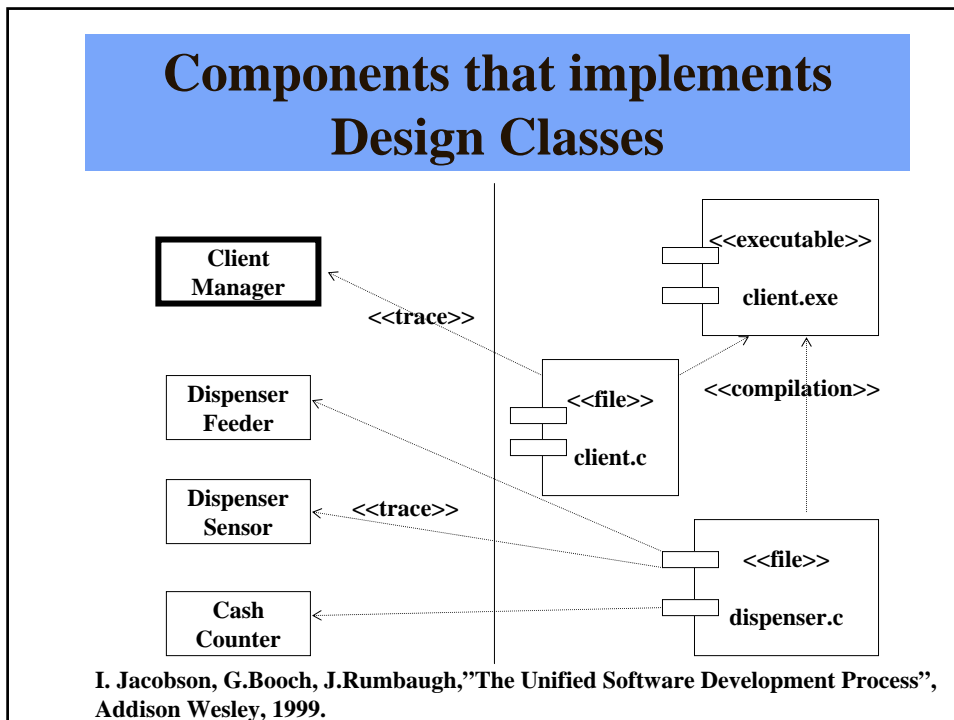 Components that implements
Design Classes
Client
Manager
<<trace>>
Dispenser
Feeder
Dispenser
Sensor
<<trace>>
Cash
Counter
<<executable>>
client.exe
<<file>>
client.c
<<compilation>>
<<file>>
dispenser.c
I. Jacobson, G.Booch, J.Rumbaugh,”The Unified Software Development Process”,
Addison Wesley, 1999.